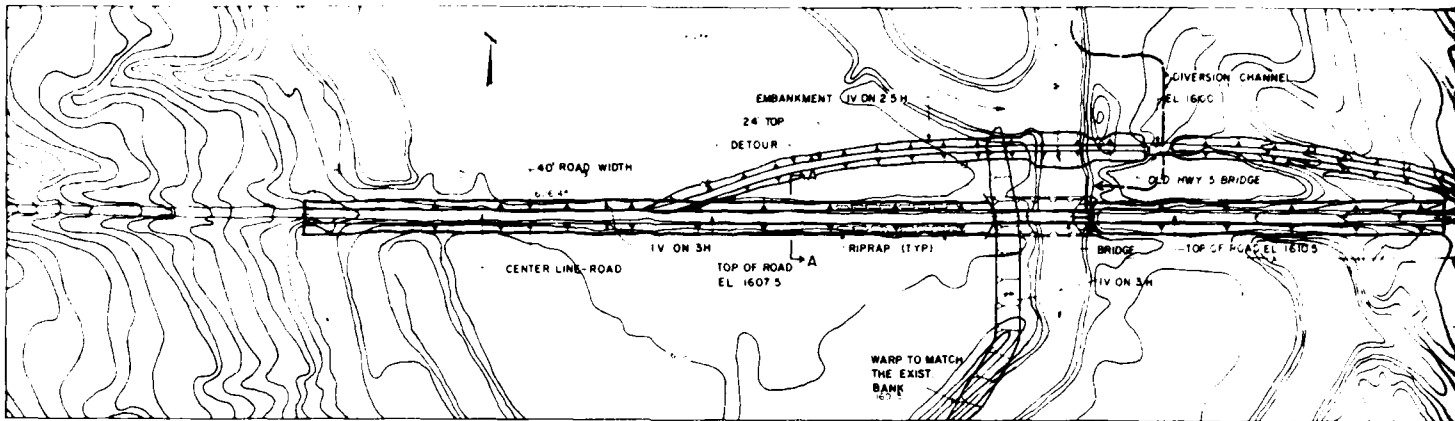 DIVERSION CHANNEL
EL 1610.0
EMBANKMENT 1V ON 2.5H
24' TOP
DETOUR
40' ROAD WIDTH
A
OLD HWY 5 BRIDGE
1V ON 3H
RIPRAP (TYP)
BRIDGE
TOP OF ROAD EL 1610.5
CENTER LINE-ROAD
TOP OF ROAD
EL 1607.5
A
1V ON 3H
WARP TO MATCH
THE EXIST.
BANK